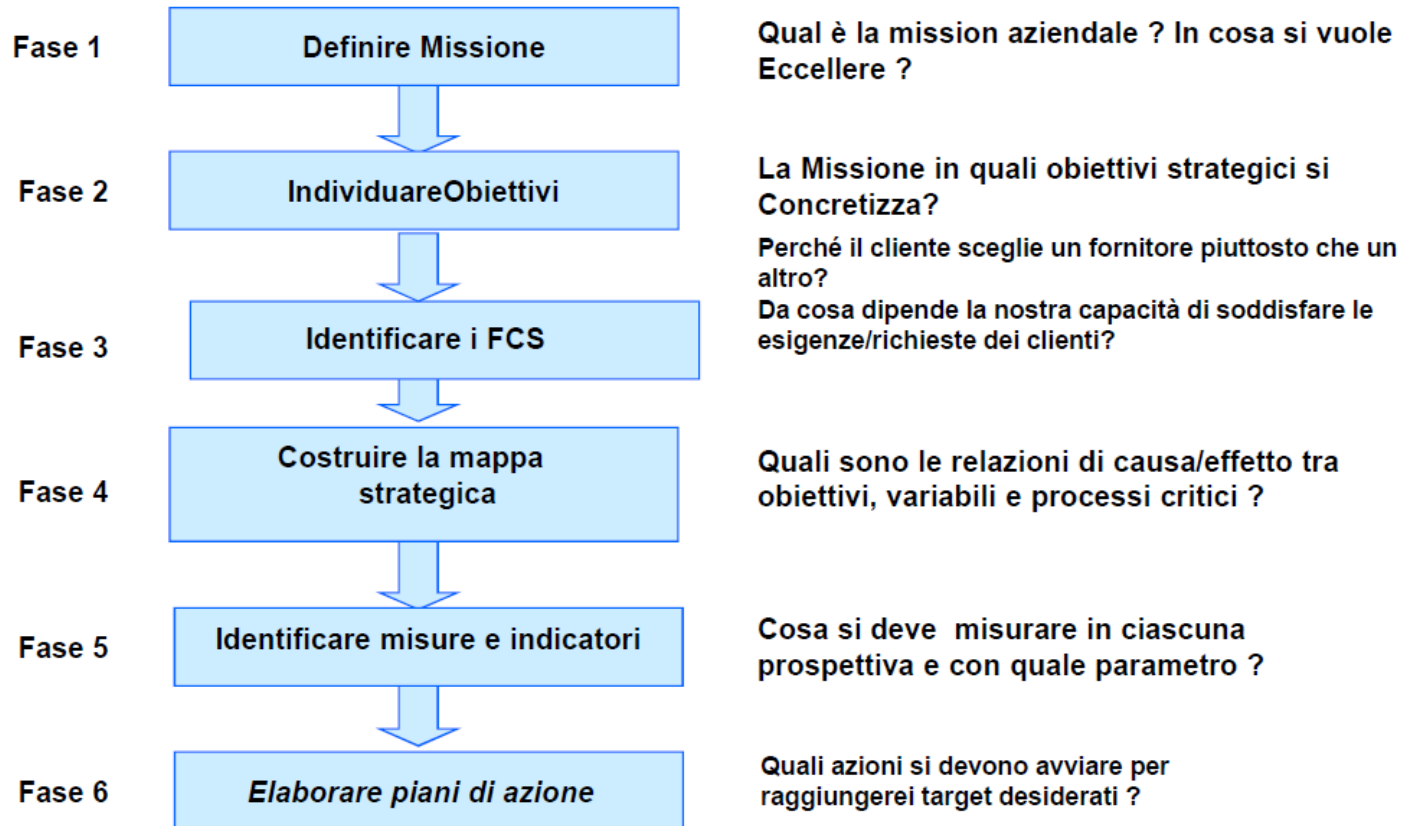 Fase 1
Definire Missione
Qual è la mission aziendale ? In cosa si vuole
Eccellere ?
Fase 2
IndividuareObiettivi
La Missione in quali obiettivi strategici si
Concretizza?
Perché il cliente sceglie un fornitore piuttosto che un
altro?
Da cosa dipende la nostra capacità di soddisfare le
esigenze/richieste dei clienti?
Fase 3
Identificare i FCS
Fase 4
Costruire la mappa
strategica
Quali sono le relazioni di causa/effetto tra
obiettivi, variabili e processi critici ?
Fase 5
Identificare misure e indicatori
Cosa si deve misurare in ciascuna
prospettiva e con quale parametro ?
Fase 6
Elaborare piani di azione
Quali azioni si devono avviare per
raggiungerei target desiderati ?